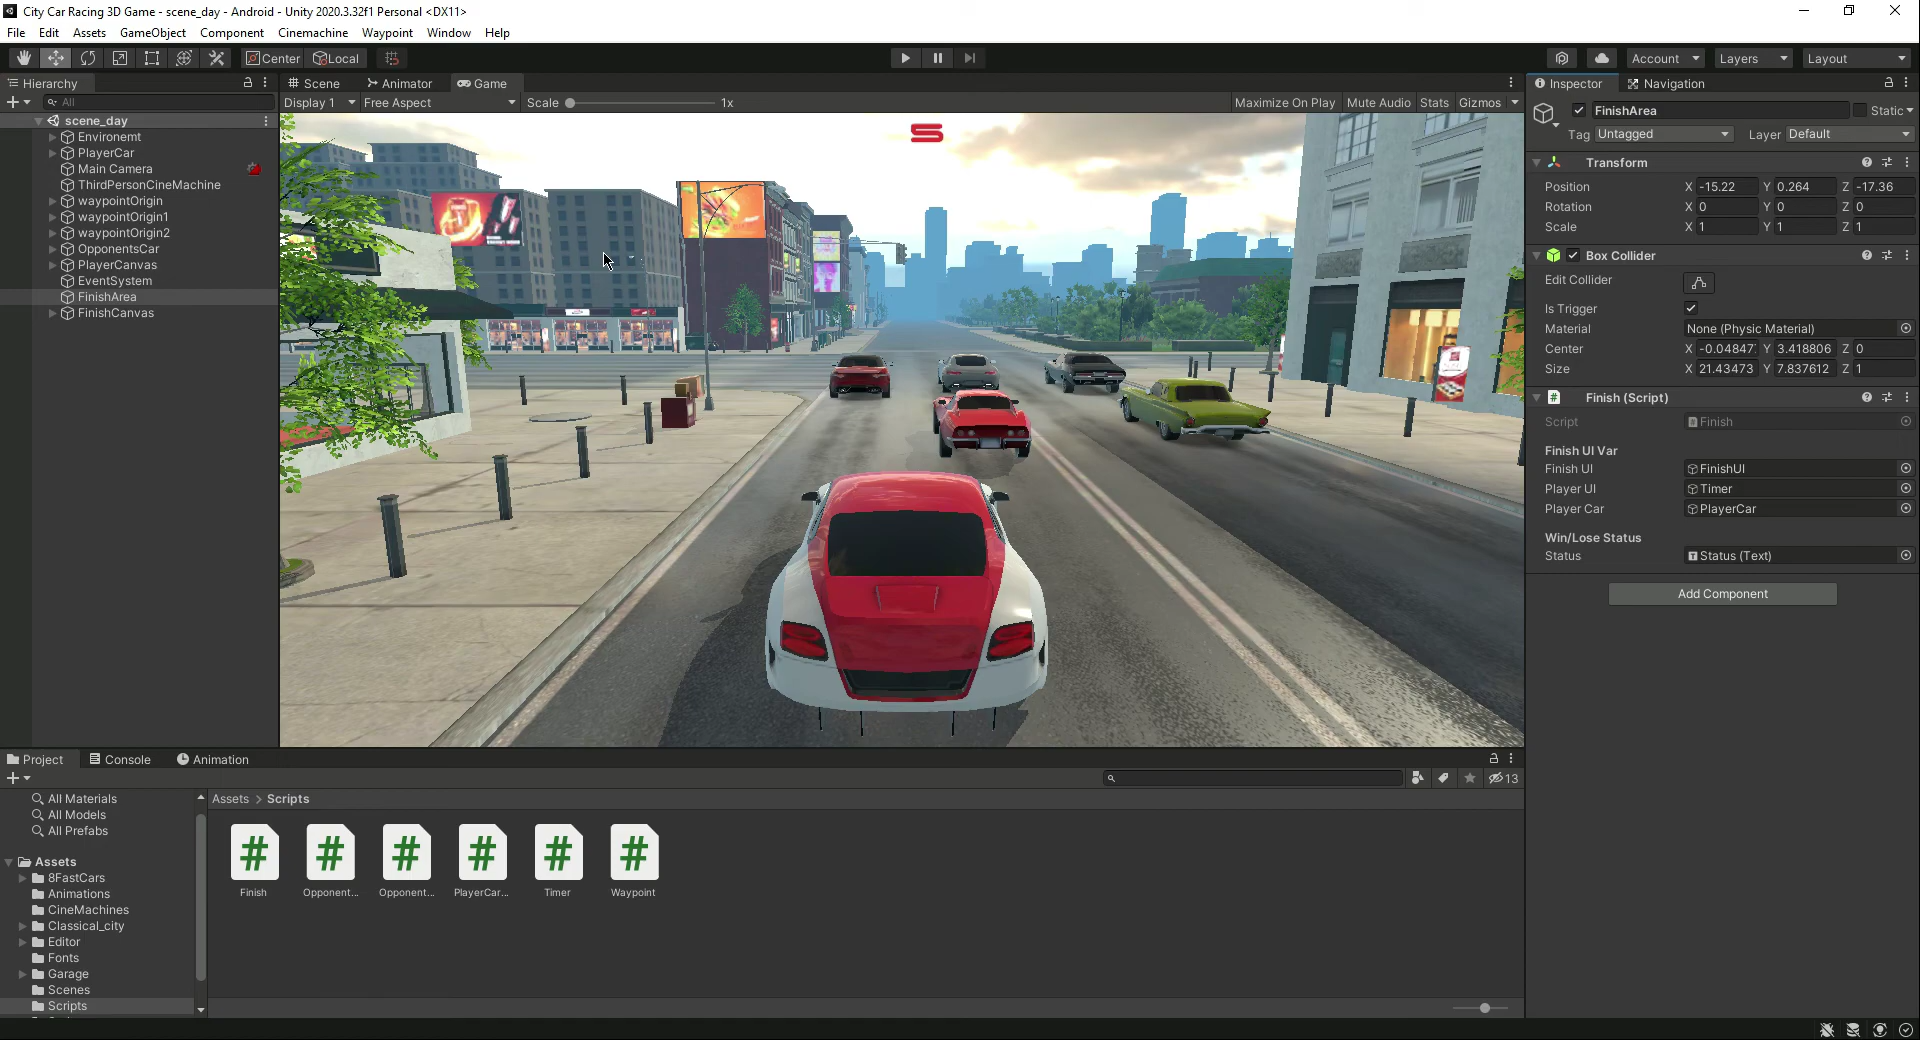 City Car Racing 3D Game - scene_day - Android - Unity 2020.3.32f1 Personal <DX11>
File Edit Assets GameObject Component Cinemachine Waypoint Window Help
Center Local Account Layers Layout
Hierarchy
All
scene_day
Environemt
PlayerCar
Main Camera
ThirdPersonCineMachine
waypointOrigin
waypointOrigin1
waypointOrigin2
OpponentsCar
PlayerCanvas
EventSystem
FinishArea
FinishCanvas
Scene Animator Game
Display 1 Free Aspect Scale 1x Maximize On Play Mute Audio Stats Gizmos
Inspector Navigation
FinishArea Static
Tag Untagged Layer Default
Transform
Position X -15.22 Y 0.264 Z -17.36
Rotation X 0 Y 0 Z 0
Scale X 1 Y 1 Z 1
Box Collider
Edit Collider
Is Trigger
Material None (Physic Material)
Center X -0.04847 Y 3.418806 Z 0
Size X 21.43473 Y 7.837612 Z 1
Finish (Script)
Script Finish
Finish UI Var
Finish UI FinishUI
Player UI Timer
Player Car PlayerCar
Win/Lose Status
Status Status (Text)
Add Component
Project Console Animation
13
All Materials
All Models
All Prefabs
Assets
8FastCars
Animations
CineMachines
Classical_city
Editor
Fonts
Garage
Scenes
Scripts
Assets > Scripts
Finish Opponent... Opponent... PlayerCar... Timer Waypoint